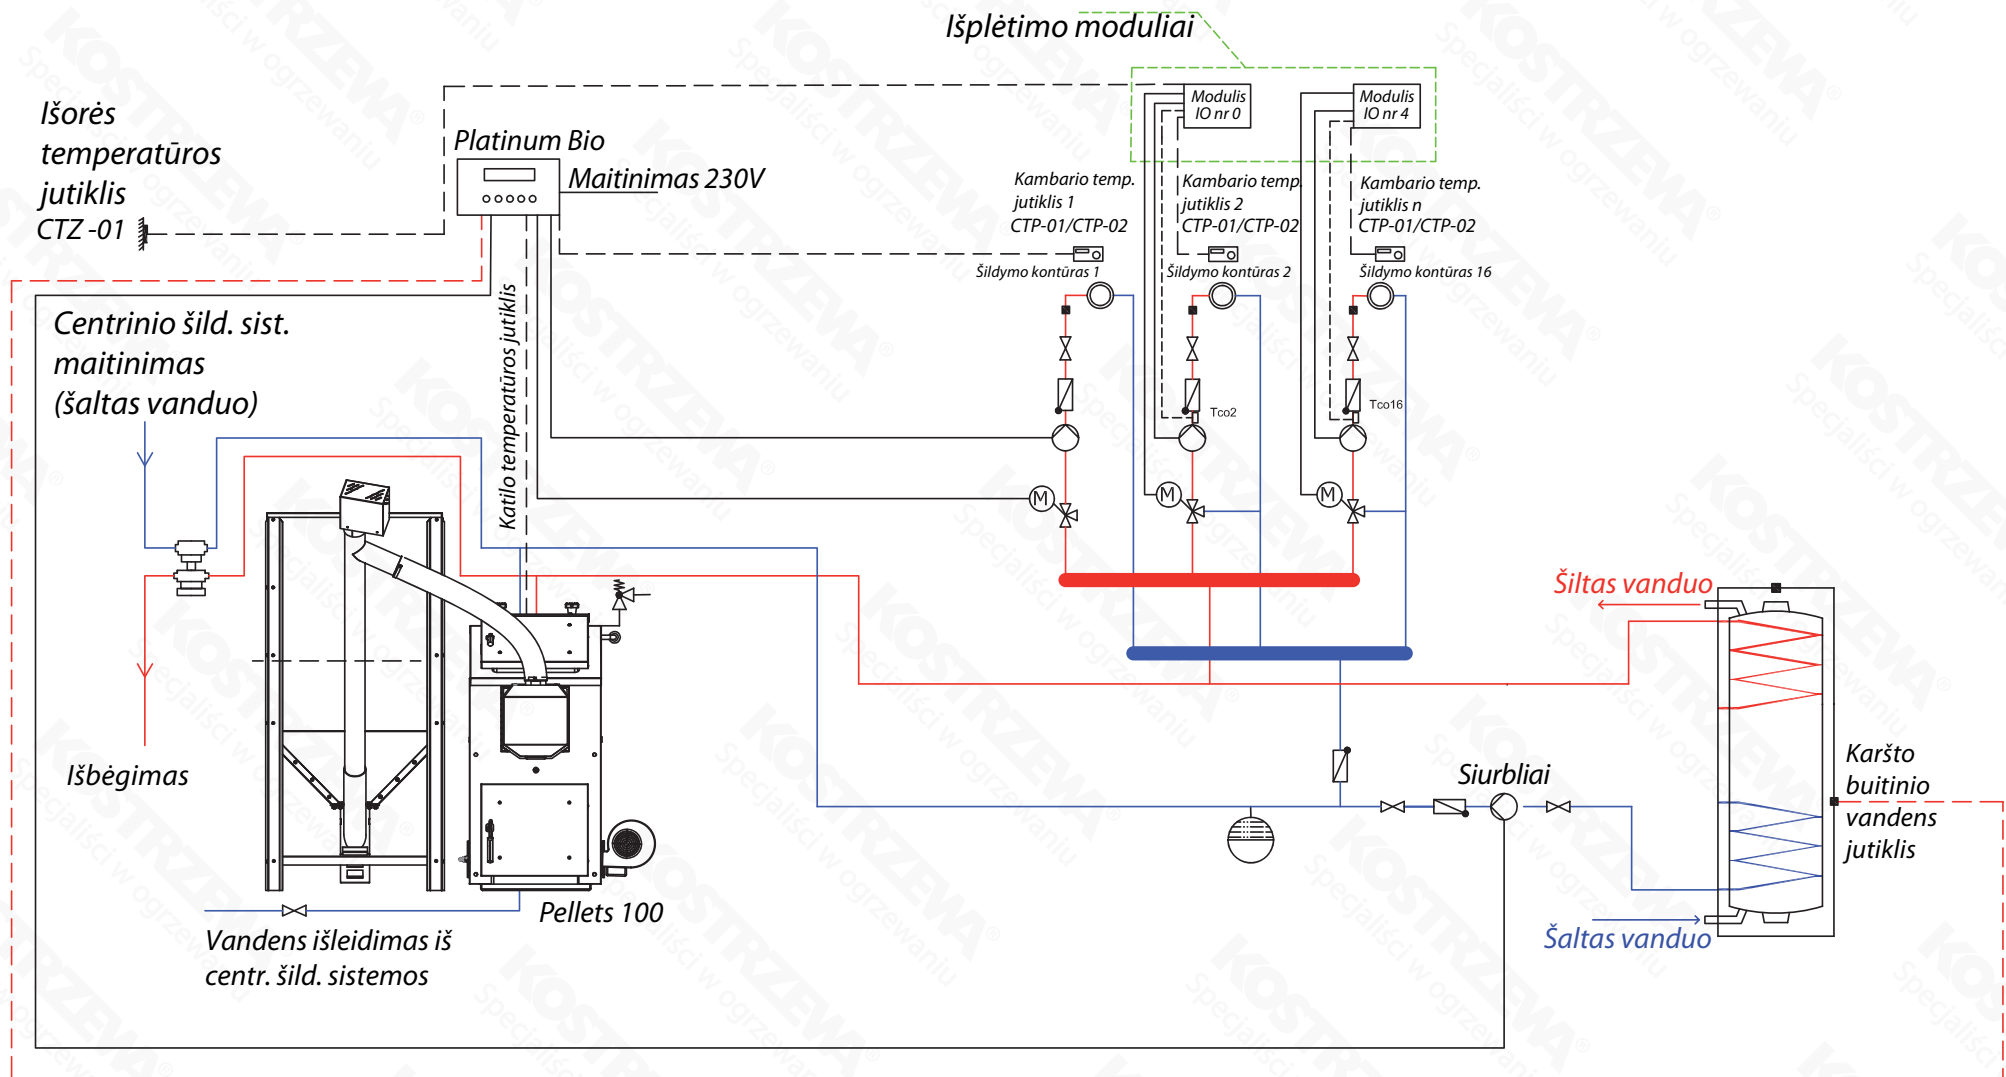 Išplėtimo moduliai
Išorės
temperatūros
jutiklis
CTZ -01
Platinum Bio
Maitinimas 230V
Modulis
IO nr 0
Modulis
IO nr 4
Kambario temp.
jutiklis 1
CTP-01/CTP-02
Kambario temp.
jutiklis 2
CTP-01/CTP-02
Kambario temp.
jutiklis n
CTP-01/CTP-02
Šildymo kontūras 1
Šildymo kontūras 2
Šildymo kontūras 16
Centrinio šild. sist.
maitinimas
(šaltas vanduo)
Katilo temperatūros jutiklis
Tco2
Tco16
M
M
M
Išbėgimas
Pellets 100
Vandens išleidimas iš
centr. šild. sistemos
Siurbliai
Šiltas vanduo
Šaltas vanduo
Karšto
buitinio
vandens
jutiklis
KOSTRZEWA®
Specjaliści w ogrzewaniu